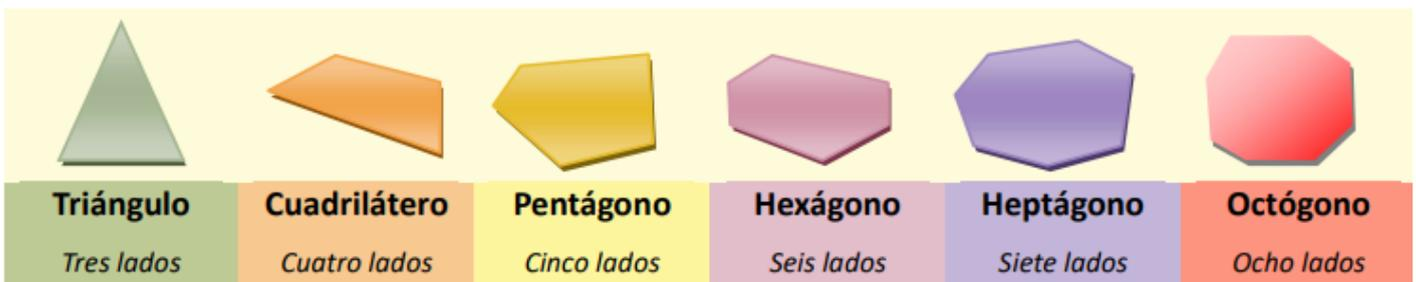 Triángulo Cuadrilátero Pentágono Hexágono Heptágono Octógono
Tres lados Cuatro lados Cinco lados Seis lados Siete lados Ocho lados